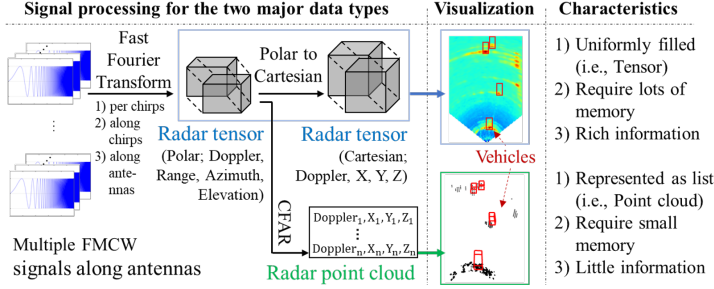 Signal processing for the two major data types
Visualization
Characteristics
Fast
Fourier
Transform
1) per chirps
2) along
chirps
3) along
ante-
nnas
Multiple FMCW
signals along antennas
Polar to
Cartesian
Radar tensor
(Polar; Doppler,
Range, Azimuth,
Elevation)
Radar tensor
(Cartesian;
Doppler, X, Y, Z)
CFAR
Doppler₁,X₁,Y₁,Z₁
⋮
Dopplerₙ,Xₙ,Yₙ,Zₙ
Radar point cloud
Vehicles
1) Uniformly filled
(i.e., Tensor)
2) Require lots of
memory
3) Rich information
1) Represented as list
(i.e., Point cloud)
2) Require small
memory
3) Little information